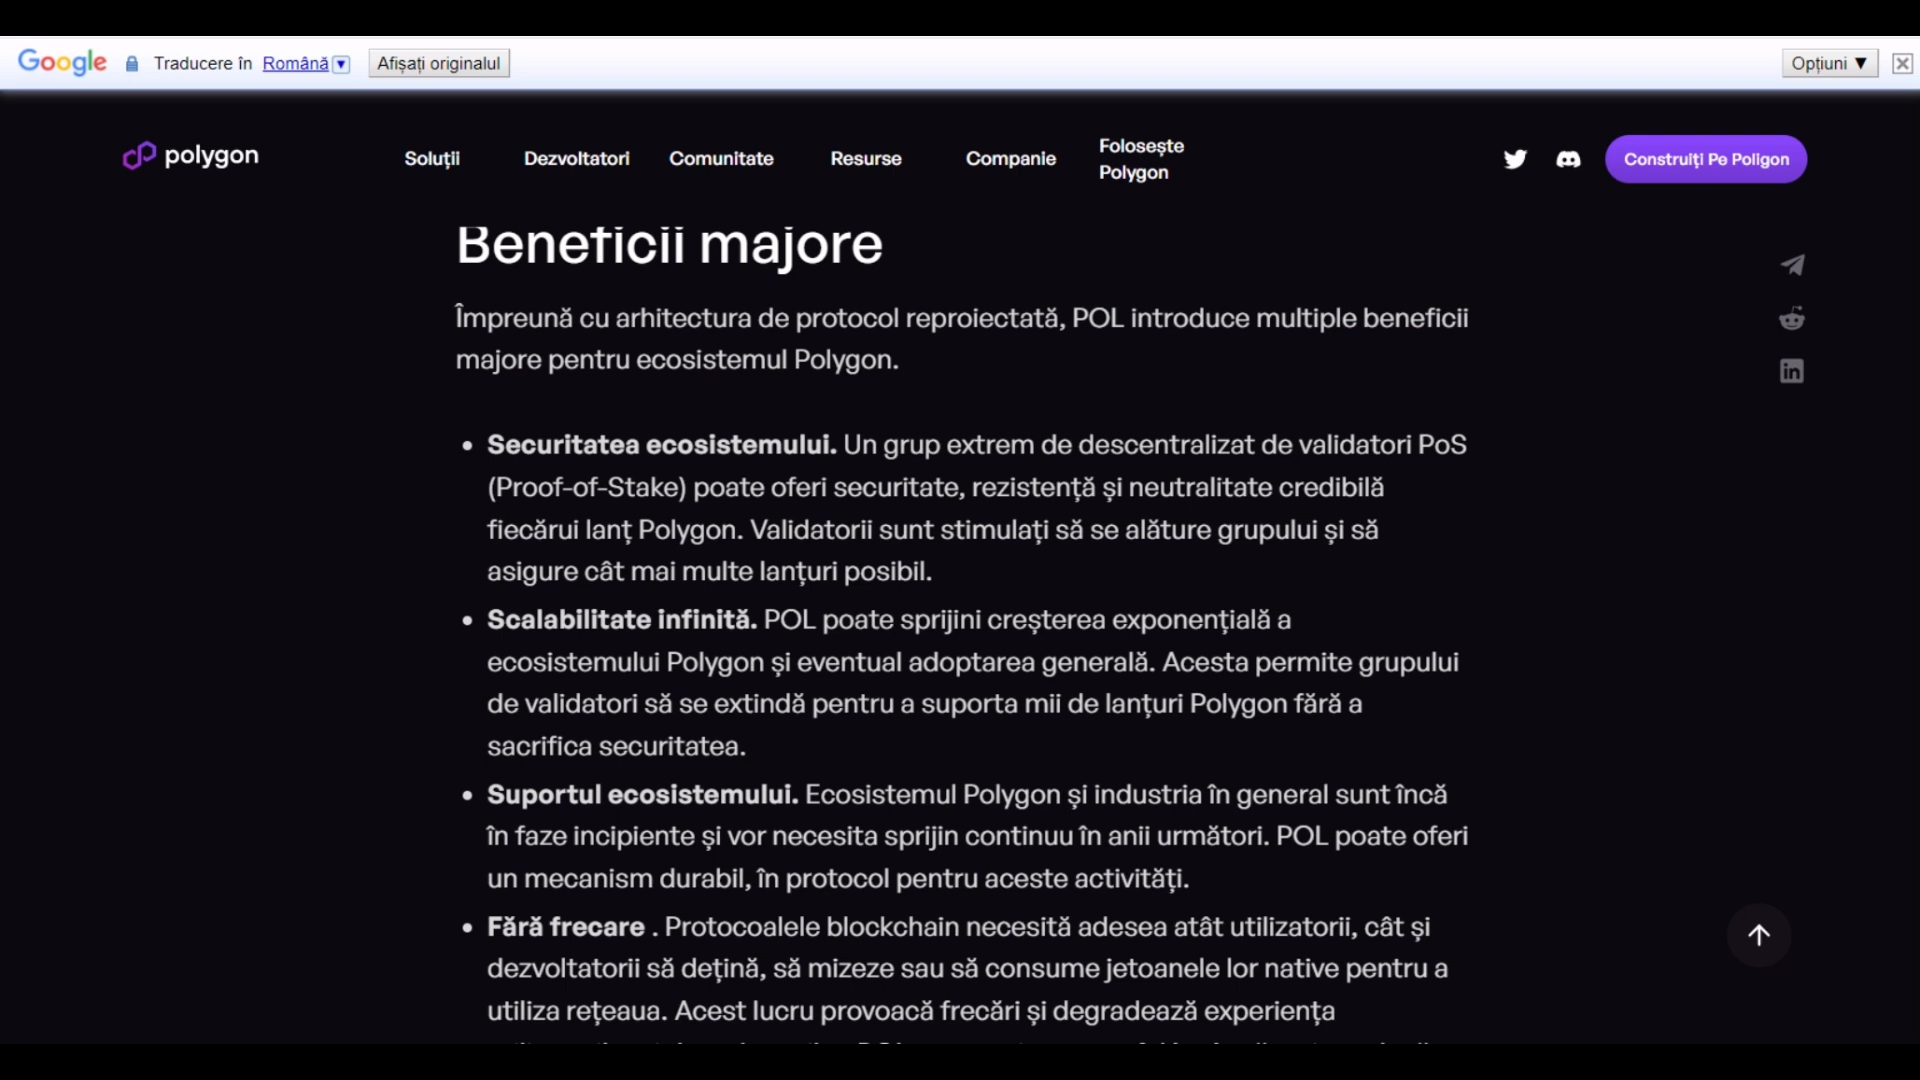 Google Traducere în Română Afișați originalul Opțiuni ▼
polygon Soluții Dezvoltatori Comunitate Resurse Companie Folosește Polygon Construiți Pe Poligon
Beneficii majore
Împreună cu arhitectura de protocol reproiectată, POL introduce multiple beneficii
majore pentru ecosistemul Polygon.
• Securitatea ecosistemului. Un grup extrem de descentralizat de validatori PoS
(Proof-of-Stake) poate oferi securitate, rezistență și neutralitate credibilă
fiecărui lanț Polygon. Validatorii sunt stimulați să se alăture grupului și să
asigure cât mai multe lanțuri posibil.
• Scalabilitate infinită. POL poate sprijini creșterea exponențială a
ecosistemului Polygon și eventual adoptarea generală. Acesta permite grupului
de validatori să se extindă pentru a suporta mii de lanțuri Polygon fără a
sacrifica securitatea.
• Suportul ecosistemului. Ecosistemul Polygon și industria în general sunt încă
în faze incipiente și vor necesita sprijin continuu în anii următori. POL poate oferi
un mecanism durabil, în protocol pentru aceste activități.
• Fără frecare . Protocoalele blockchain necesită adesea atât utilizatorii, cât și
dezvoltatorii să dețină, să mizeze sau să consume jetoanele lor native pentru a
utiliza rețeaua. Acest lucru provoacă frecări și degradează experiența